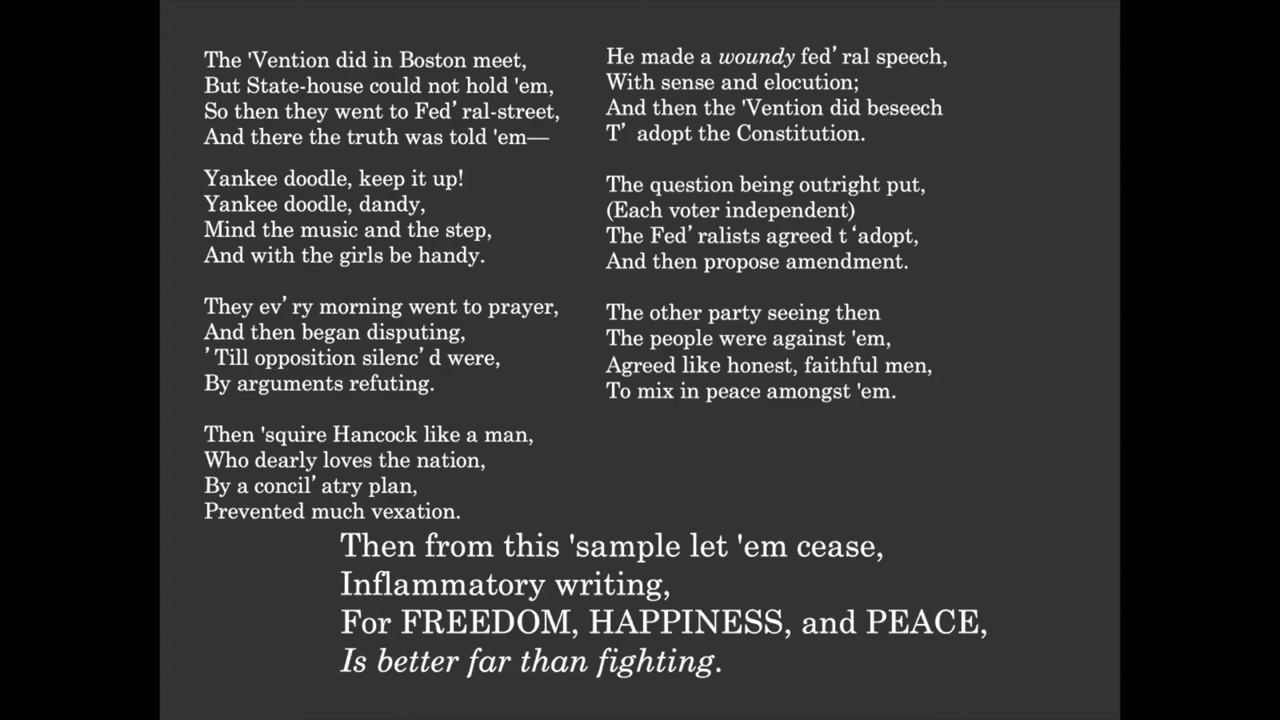 The 'Vention did in Boston meet,
But State-house could not hold 'em,
So then they went to Fed’ ral-street,
And there the truth was told 'em—
Yankee doodle, keep it up!
Yankee doodle, dandy,
Mind the music and the step,
And with the girls be handy.
They ev’ ry morning went to prayer,
And then began disputing,
’ Till opposition silenc’ d were,
By arguments refuting.
Then 'squire Hancock like a man,
Who dearly loves the nation,
By a concil’ atry plan,
Prevented much vexation.
He made a woundy fed’ ral speech,
With sense and elocution;
And then the 'Vention did beseech
T’ adopt the Constitution.
The question being outright put,
(Each voter independent)
The Fed’ ralists agreed t ‘adopt,
And then propose amendment.
The other party seeing then
The people were against 'em,
Agreed like honest, faithful men,
To mix in peace amongst 'em.
Then from this 'sample let 'em cease,
Inflammatory writing,
For FREEDOM, HAPPINESS, and PEACE,
Is better far than fighting.